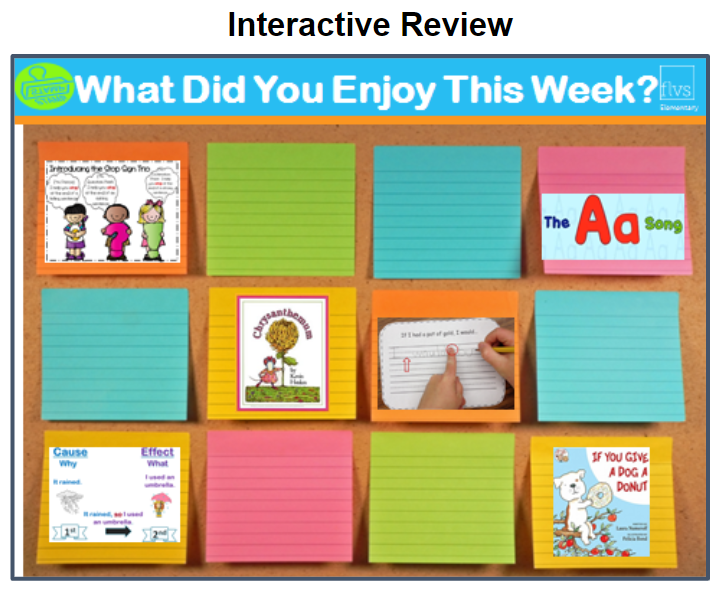 Interactive Review
What Did You Enjoy This Week?
flvs
Elementary
Introducing the Stop Sign Trio
The Aa Song
Chrysanthemum
by
Kevin
Henkes
If I had a pot of gold, I would...
Cause Effect
Why What
It rained.
I used an
umbrella.
It rained, so I used
an umbrella.
1st 2nd
IF YOU GIVE
A DOG A
DONUT
Laura Numeroff
Felicia Bond